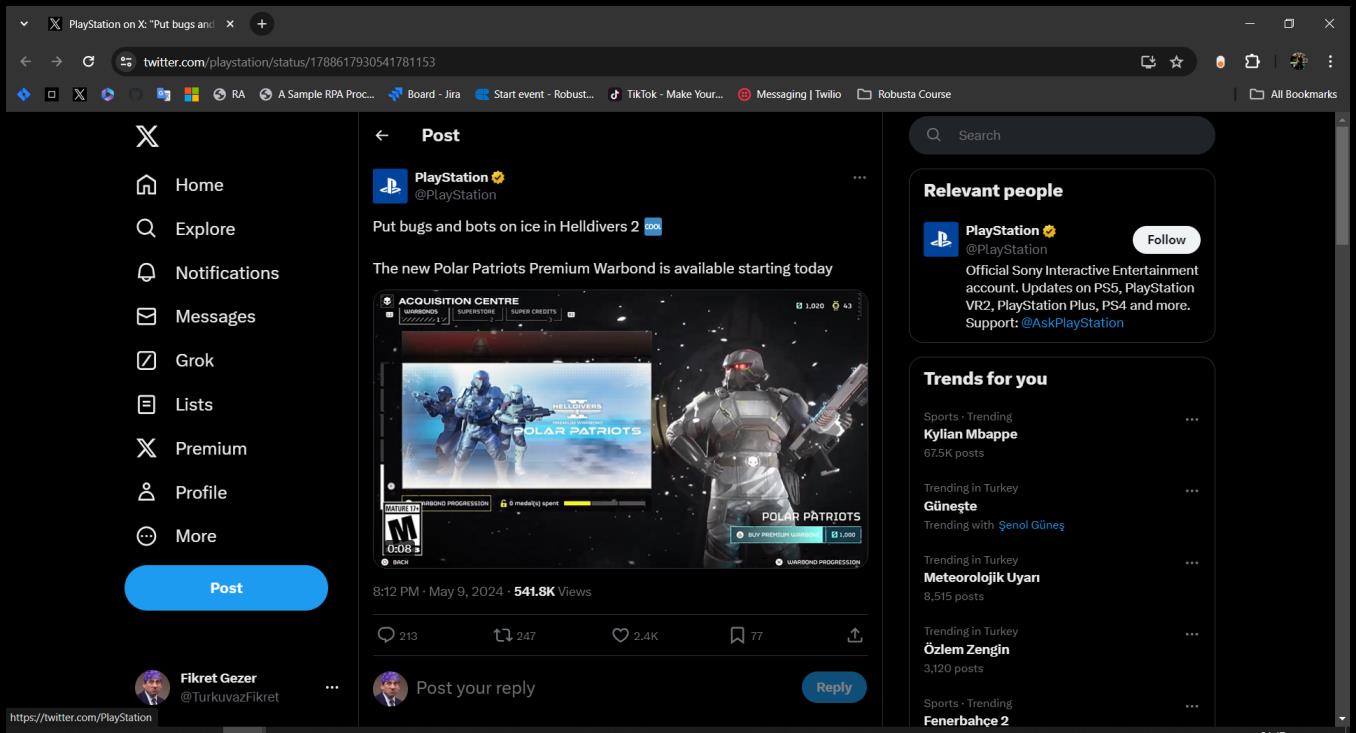 PlayStation on X: "Put bugs and
twitter.com/playstation/status/1788617930541781153
RA
A Sample RPA Proc...
Board - Jira
Start event - Robust...
TikTok - Make Your...
Messaging | Twilio
Robusta Course
All Bookmarks
Home
Explore
Notifications
Messages
Grok
Lists
Premium
Profile
More
Post
Fikret Gezer
@TurkuvazFikret
https://twitter.com/PlayStation
Post
PlayStation
@PlayStation
Put bugs and bots on ice in Helldivers 2 COOL
The new Polar Patriots Premium Warbond is available starting today
ACQUISITION CENTRE
WARBONDS
SUPERSTORE
SUPER CREDITS
1,020 43
HELLDIVERS
PREMIUM WARBOND
POLAR PATRIOTS
WARBOND PROGRESSION
0 medal(s) spent
MATURE 17+
M
0:08
BACK
POLAR PATRIOTS
BUY PREMIUM WARBOND 1,000
WARBOND PROGRESSION
8:12 PM · May 9, 2024 · 541.8K Views
213 247 2.4K 77
Post your reply
Reply
Search
Relevant people
PlayStation
@PlayStation
Follow
Official Sony Interactive Entertainment
account. Updates on PS5, PlayStation
VR2, PlayStation Plus, PS4 and more.
Support: @AskPlayStation
Trends for you
Sports · Trending
Kylian Mbappe
67.5K posts
Trending in Turkey
Güneşte
Trending with Şenol Güneş
Trending in Turkey
Meteorolojik Uyarı
8,515 posts
Trending in Turkey
Özlem Zengin
3,120 posts
Sports · Trending
Fenerbahçe 2